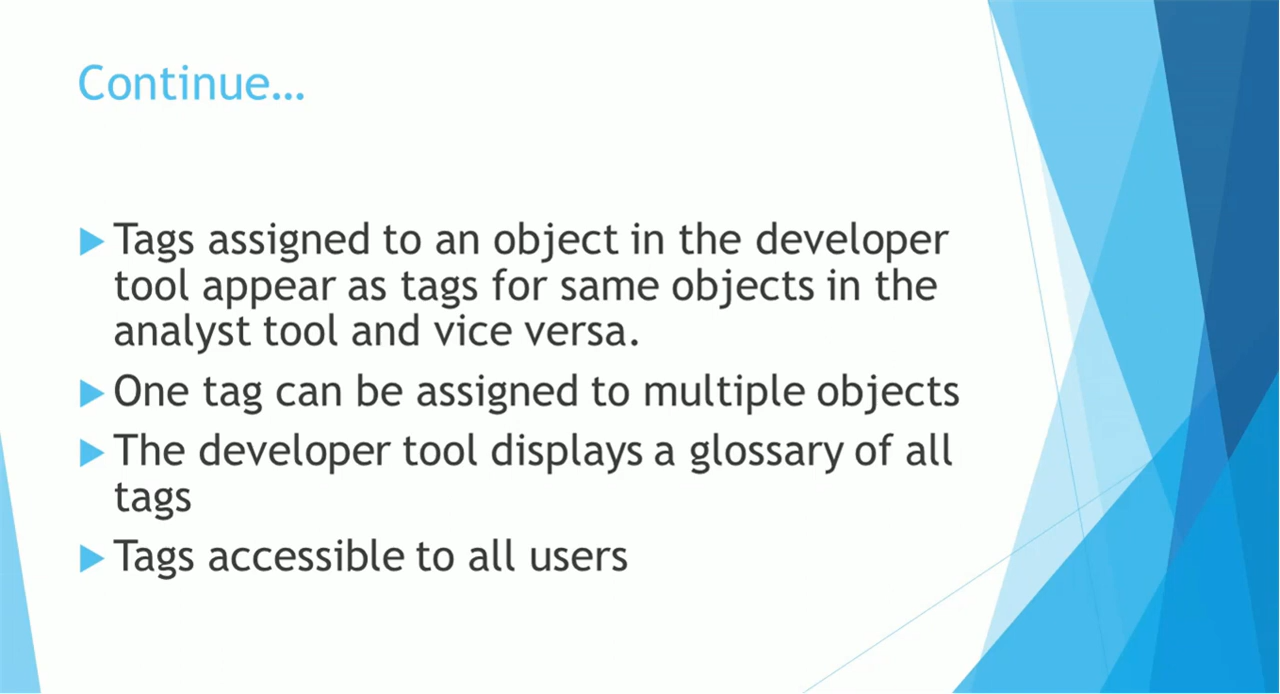 Continue…
Tags assigned to an object in the developer
tool appear as tags for same objects in the
analyst tool and vice versa.
One tag can be assigned to multiple objects
The developer tool displays a glossary of all
tags
Tags accessible to all users